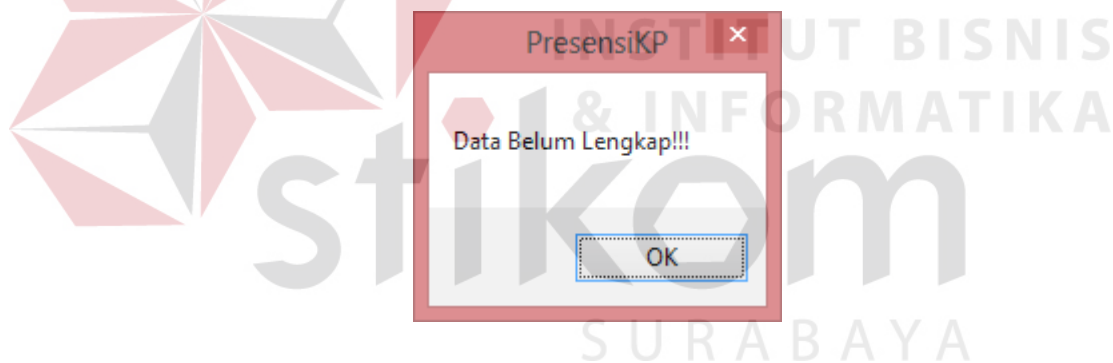 INSTITUT BISNIS
PresensiKP
& INFORMATIKA
Data Belum Lengkap!!!
stikom
OK
SURABAYA